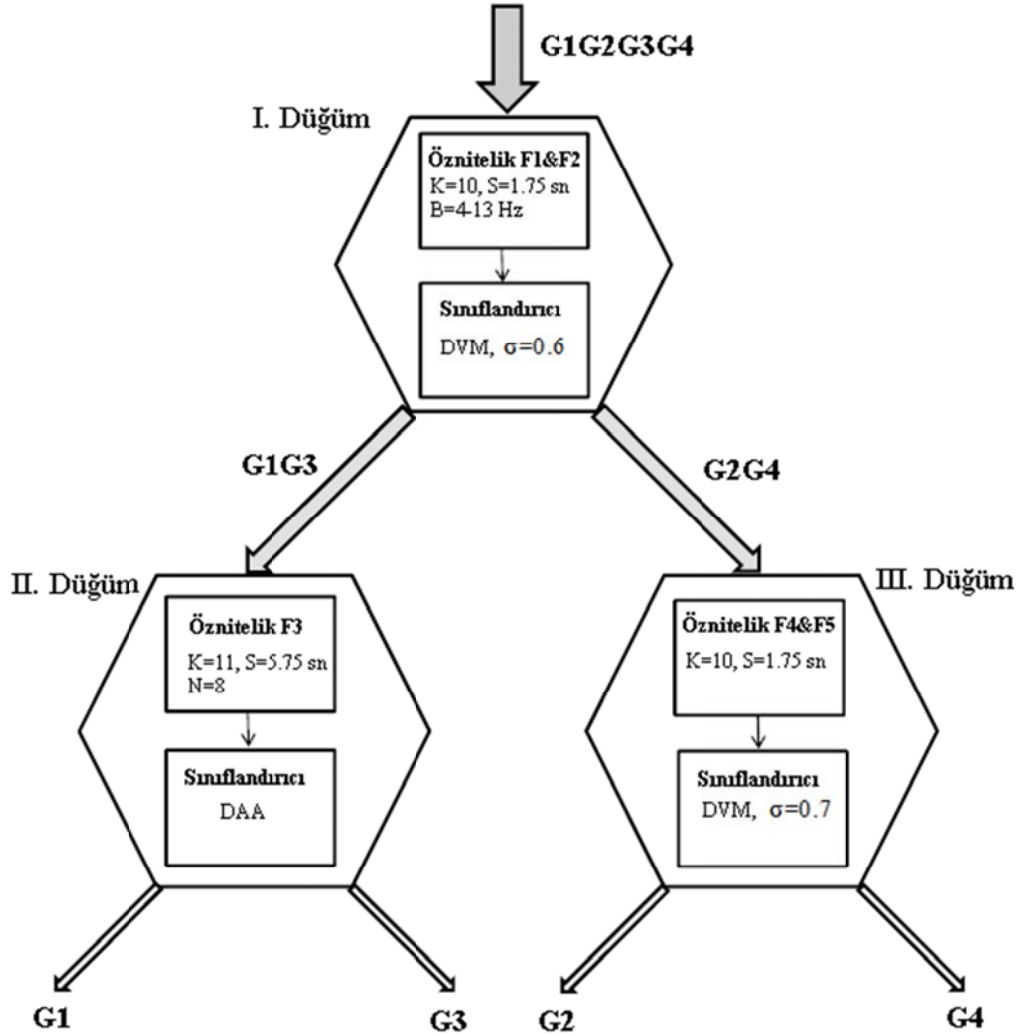 G1G2G3G4
I. Düğüm
Öznitelik F1&F2
K=10, S=1.75 sn
B=4-13 Hz
Sınıflandırıcı
DVM, σ=0.6
G1G3
G2G4
II. Düğüm
Öznitelik F3
K=11, S=5.75 sn
N=8
Sınıflandırıcı
DAA
III. Düğüm
Öznitelik F4&F5
K=10, S=1.75 sn
Sınıflandırıcı
DVM, σ=0.7
G1
G3
G2
G4